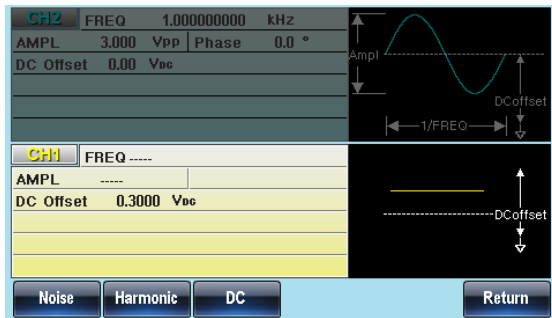 CH2 FREQ 1.000000000 kHz
AMPL 3.000 VPP Phase 0.0 °
DC Offset 0.00 VDC
Ampl
DCoffset
1/FREQ
CH1 FREQ -----
AMPL -----
DC Offset 0.3000 VDC
DCoffset
Noise Harmonic DC Return